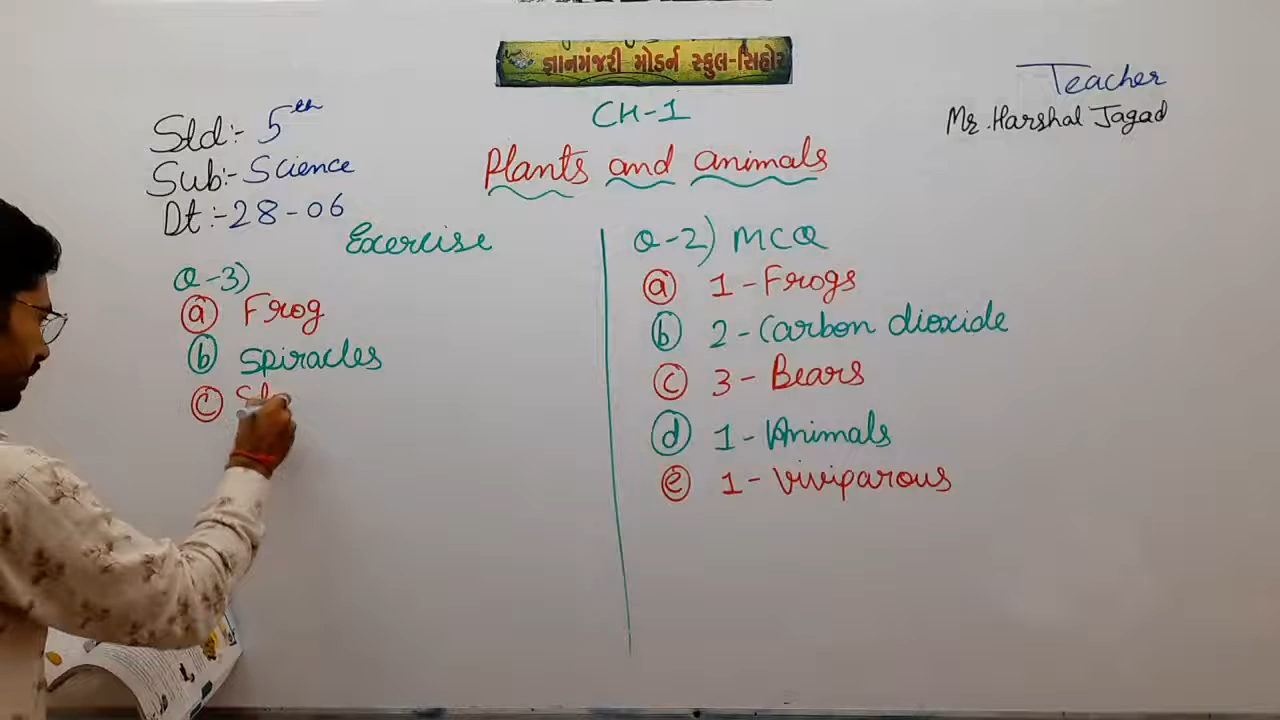 જ્ઞાનમંજરી મોડર્ન સ્કુલ-સિહોર
Teacher
Mr. Harshal Jagad
CH-1
Plants and animals
Std:- 5th
Sub:- Science
Dt:- 28-06
Exercise
Q-3)
a Frog
b Spiracles
c
Q-2) MCQ
a 1 - Frogs
b 2 - Carbon dioxide
c 3 - Bears
d 1 - Animals
e 1 - Viviparous